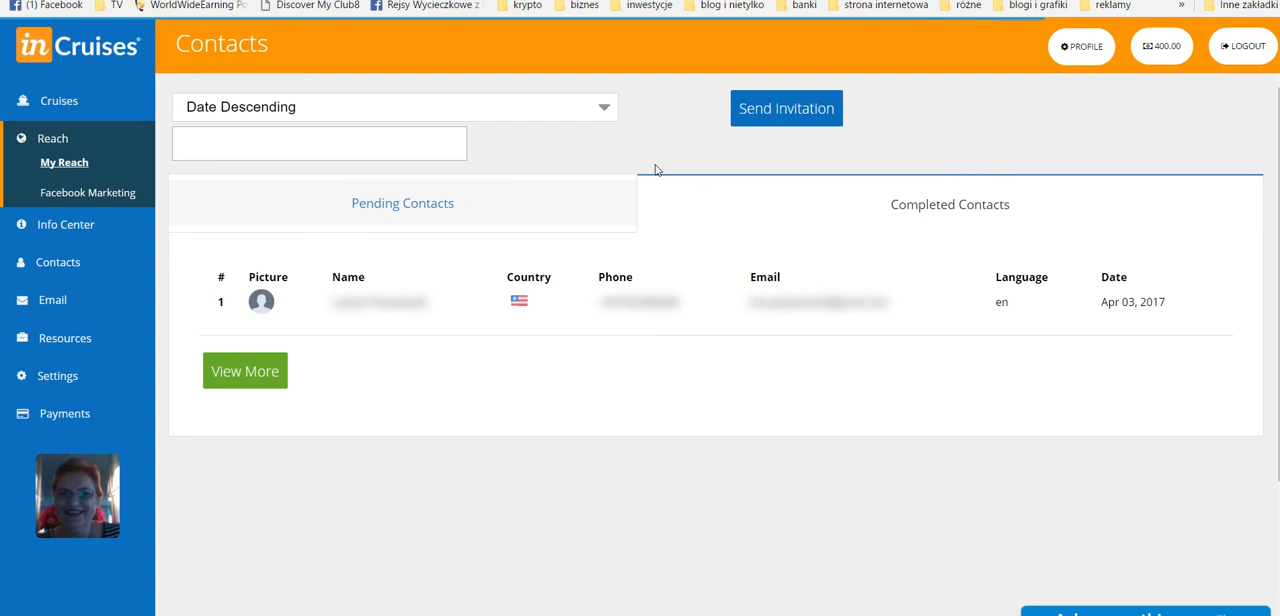 (1) Facebook TV WorldWideEarning Po Discover My Club8 Rejsy Wycieczkowe z krypto biznes inwestycje blog i nietylko banki strona internetowa różne blogi i grafiki reklamy » Inne zakładki
inCruises
Contacts
PROFILE
400.00
LOGOUT
Cruises
Reach
My Reach
Facebook Marketing
Info Center
Contacts
Email
Resources
Settings
Payments
Date Descending
Send Invitation
Pending Contacts
Completed Contacts
# Picture Name Country Phone Email Language Date
1 en Apr 03, 2017
View More